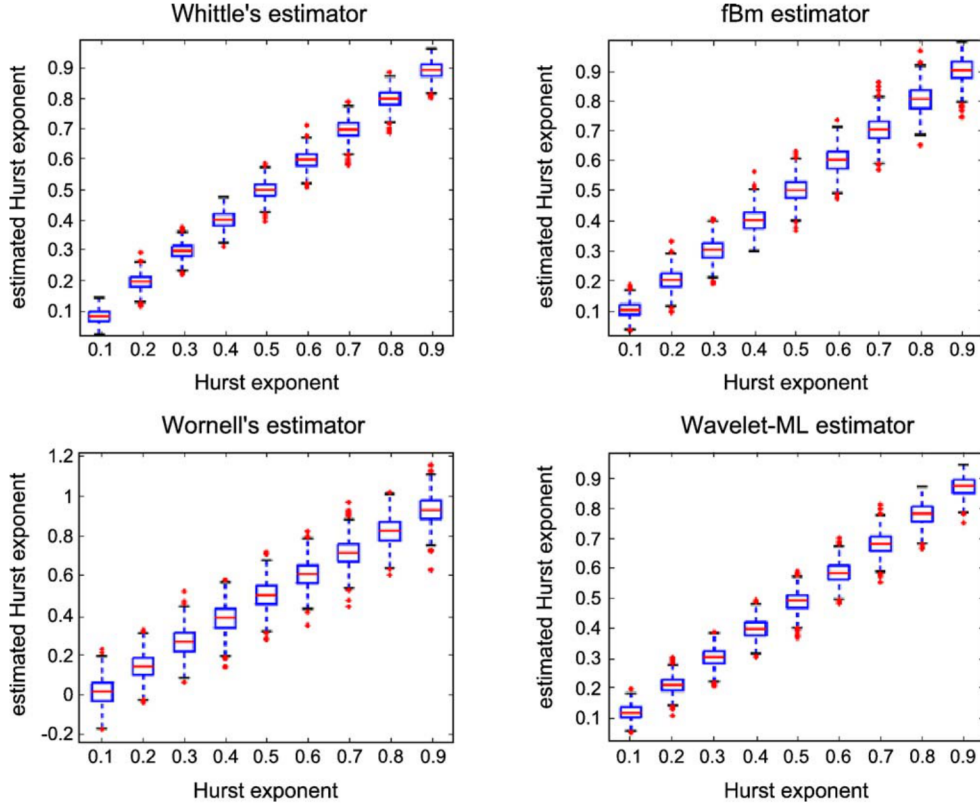 Whittle's estimator
estimated Hurst exponent
0.9
0.8
0.7
0.6
0.5
0.4
0.3
0.2
0.1
0.1 0.2 0.3 0.4 0.5 0.6 0.7 0.8 0.9
Hurst exponent
fBm estimator
estimated Hurst exponent
0.9
0.8
0.7
0.6
0.5
0.4
0.3
0.2
0.1
0.1 0.2 0.3 0.4 0.5 0.6 0.7 0.8 0.9
Hurst exponent
Wornell's estimator
estimated Hurst exponent
1.2
1
0.8
0.6
0.4
0.2
0
-0.2
0.1 0.2 0.3 0.4 0.5 0.6 0.7 0.8 0.9
Hurst exponent
Wavelet-ML estimator
estimated Hurst exponent
0.9
0.8
0.7
0.6
0.5
0.4
0.3
0.2
0.1
0.1 0.2 0.3 0.4 0.5 0.6 0.7 0.8 0.9
Hurst exponent